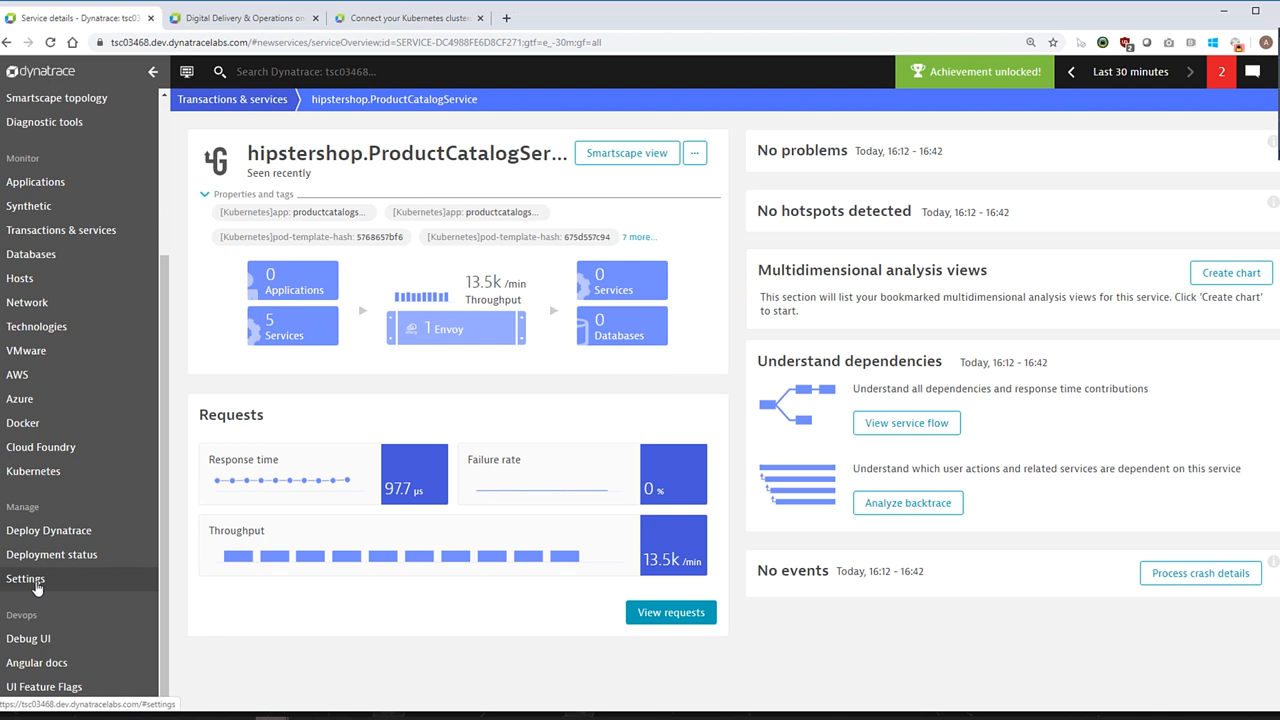 Service details - Dynatrace: tsc03
Digital Delivery & Operations on
Connect your Kubernetes cluster
tsc03468.dev.dynatracelabs.com/#newservices/serviceOverview;id=SERVICE-DC4988FE6D8CF271;gtf=e_-30m;gf=all
2
A
dynatrace
Search Dynatrace: tsc03468...
Achievement unlocked!
Last 30 minutes
2
Transactions & services
hipstershop.ProductCatalogService
Smartscape topology
Diagnostic tools
Monitor
Applications
Synthetic
Transactions & services
Databases
Hosts
Network
Technologies
VMware
AWS
Azure
Docker
Cloud Foundry
Kubernetes
Manage
Deploy Dynatrace
Deployment status
Settings
Devops
Debug UI
Angular docs
UI Feature Flags
ttps://tsc03468.dev.dynatracelabs.com/#settings
hipstershop.ProductCatalogSer...
Smartscape view
...
Seen recently
Properties and tags
[Kubernetes]app: productcatalogs...
[Kubernetes]app: productcatalogs...
[Kubernetes]pod-template-hash: 5768657bf6
[Kubernetes]pod-template-hash: 675d557c94
7 more...
0
Applications
5
Services
13.5k /min
Throughput
1 Envoy
0
Services
0
Databases
Requests
Response time
97.7 µs
Failure rate
0 %
Throughput
13.5k /min
View requests
No problems Today, 16:12 - 16:42
No hotspots detected Today, 16:12 - 16:42
Multidimensional analysis views
Create chart
This section will list your bookmarked multidimensional analysis views for this service. Click 'Create chart'
to start.
Understand dependencies Today, 16:12 - 16:42
Understand all dependencies and response time contributions
View service flow
Understand which user actions and related services are dependent on this service
Analyze backtrace
No events Today, 16:12 - 16:42
Process crash details